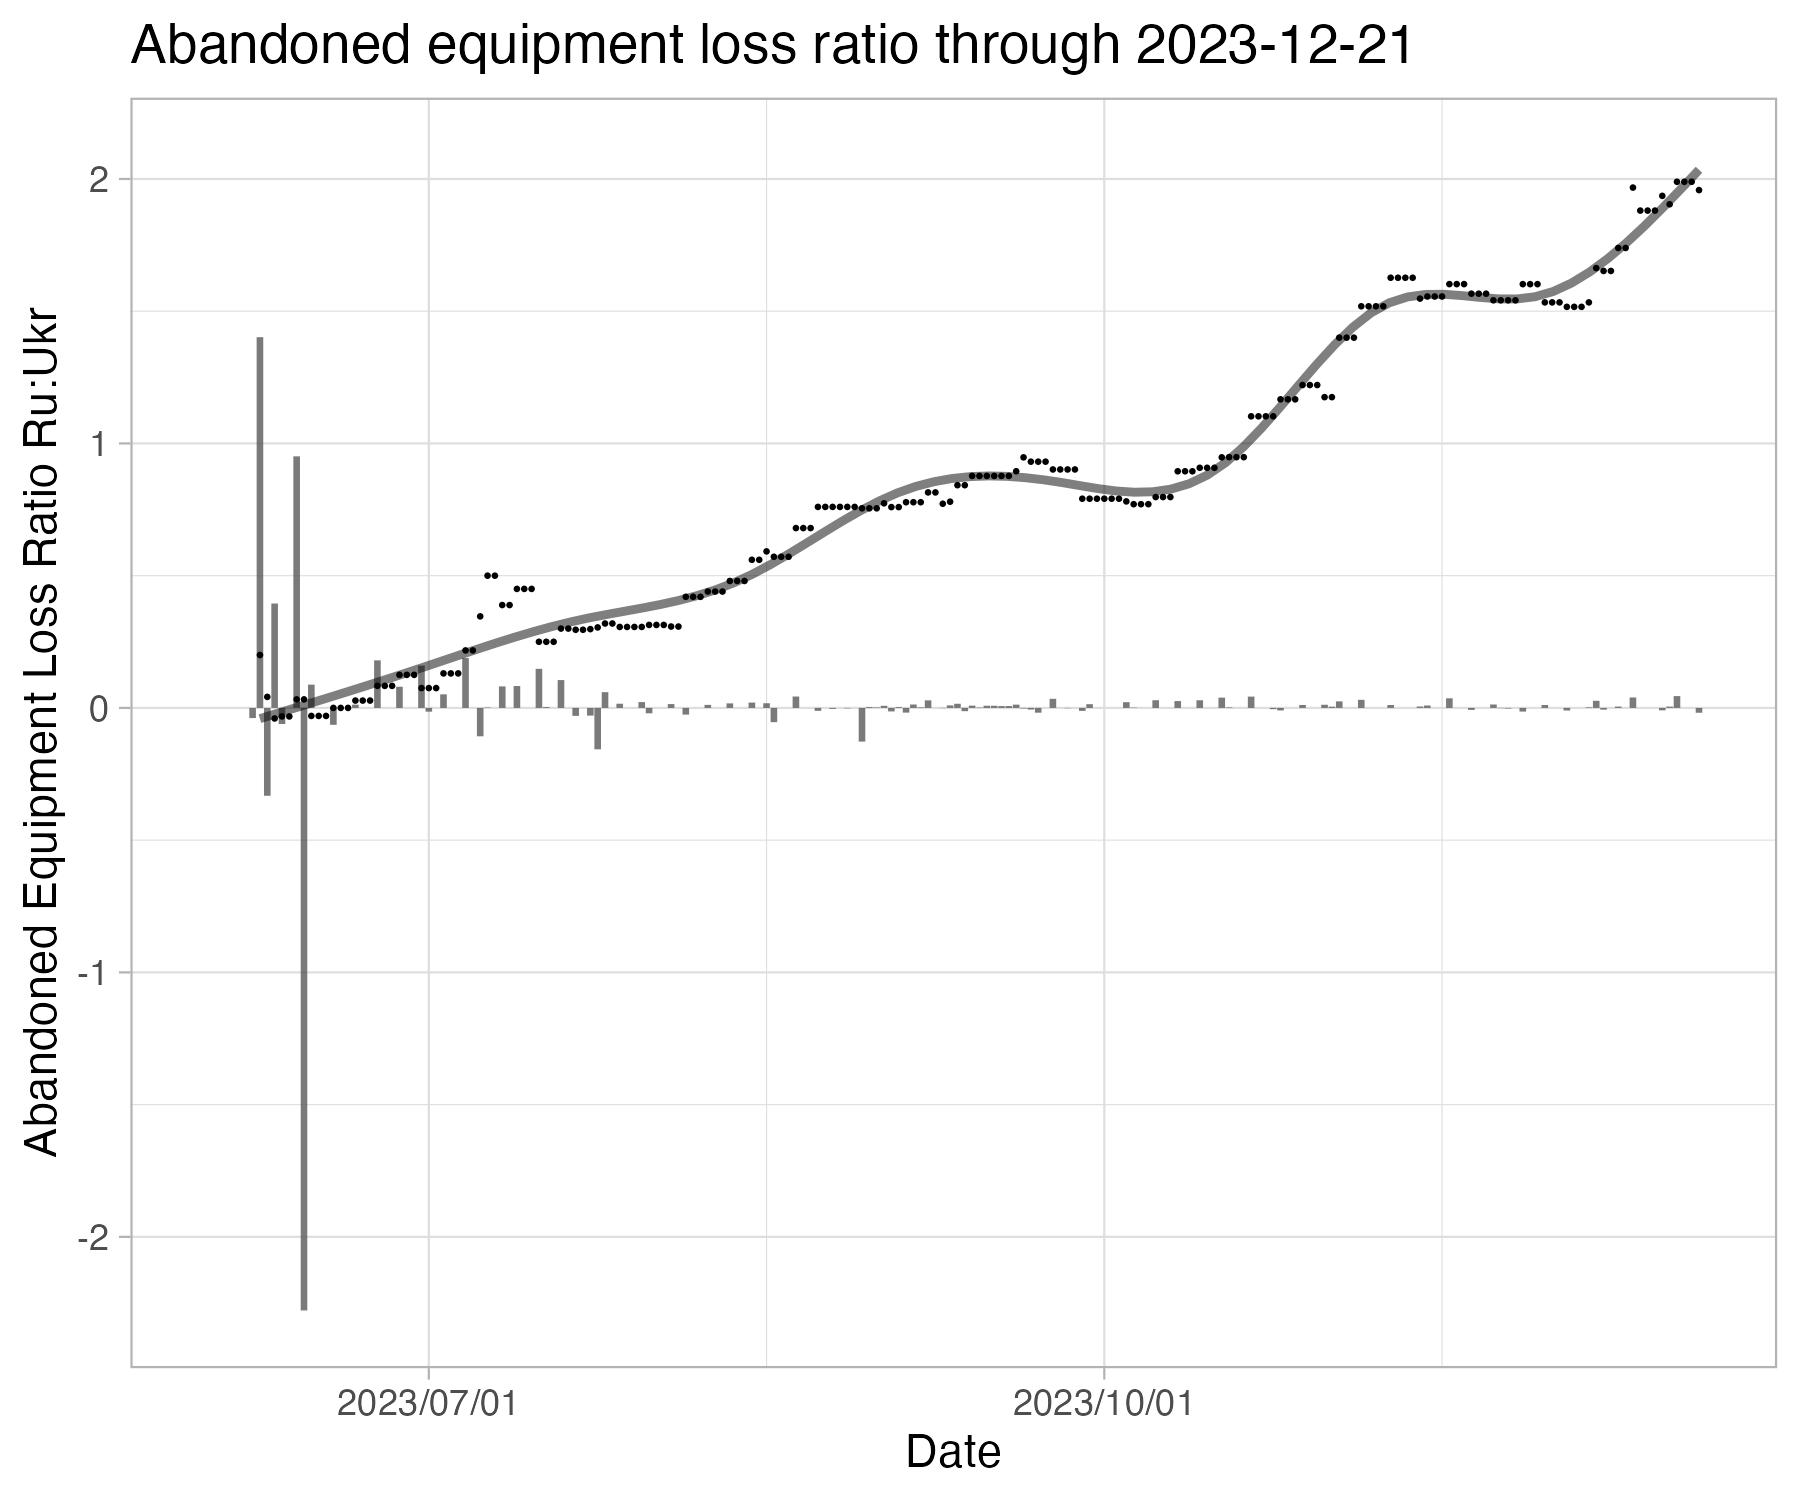 Abandoned equipment loss ratio through 2023-12-21
Abandoned Equipment Loss Ratio Ru:Ukr
2
1
0
-1
-2
2023/07/01
2023/10/01
Date